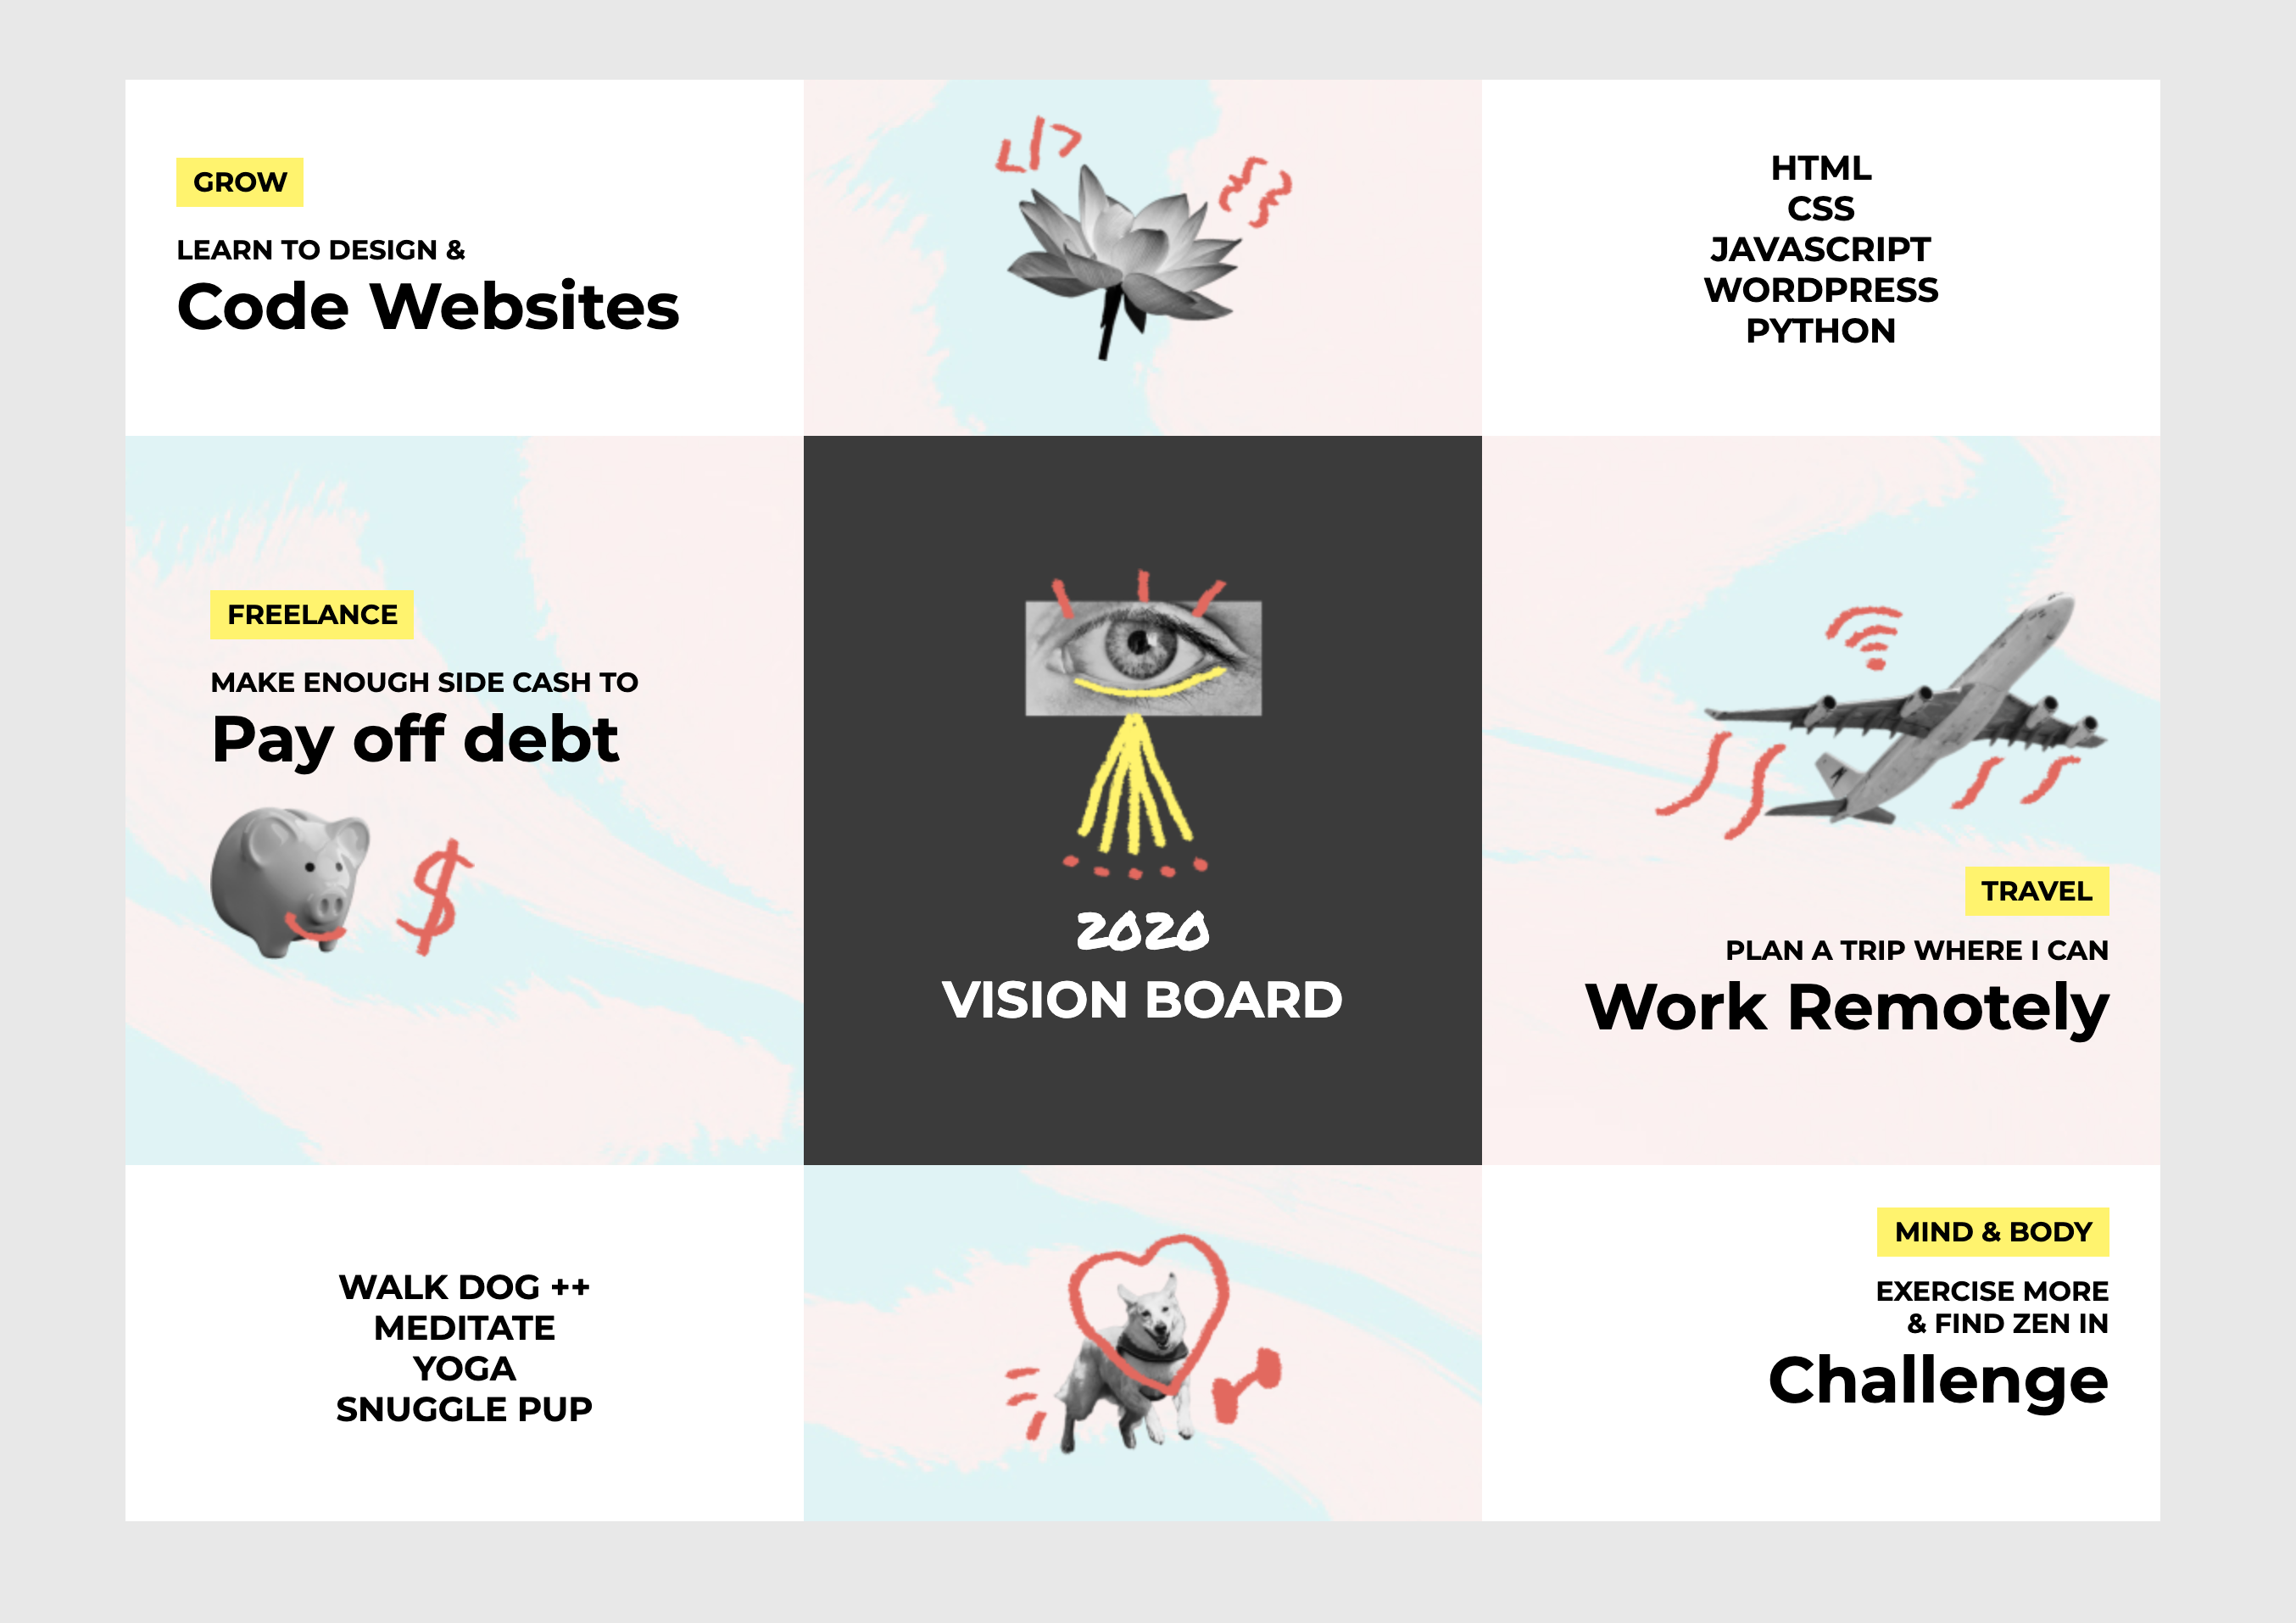 GROW
LEARN TO DESIGN &
Code Websites
</>
{}
HTML
CSS
JAVASCRIPT
WORDPRESS
PYTHON
FREELANCE
MAKE ENOUGH SIDE CASH TO
Pay off debt
$
2020
VISION BOARD
TRAVEL
PLAN A TRIP WHERE I CAN
Work Remotely
WALK DOG ++
MEDITATE
YOGA
SNUGGLE PUP
MIND & BODY
EXERCISE MORE
& FIND ZEN IN
Challenge